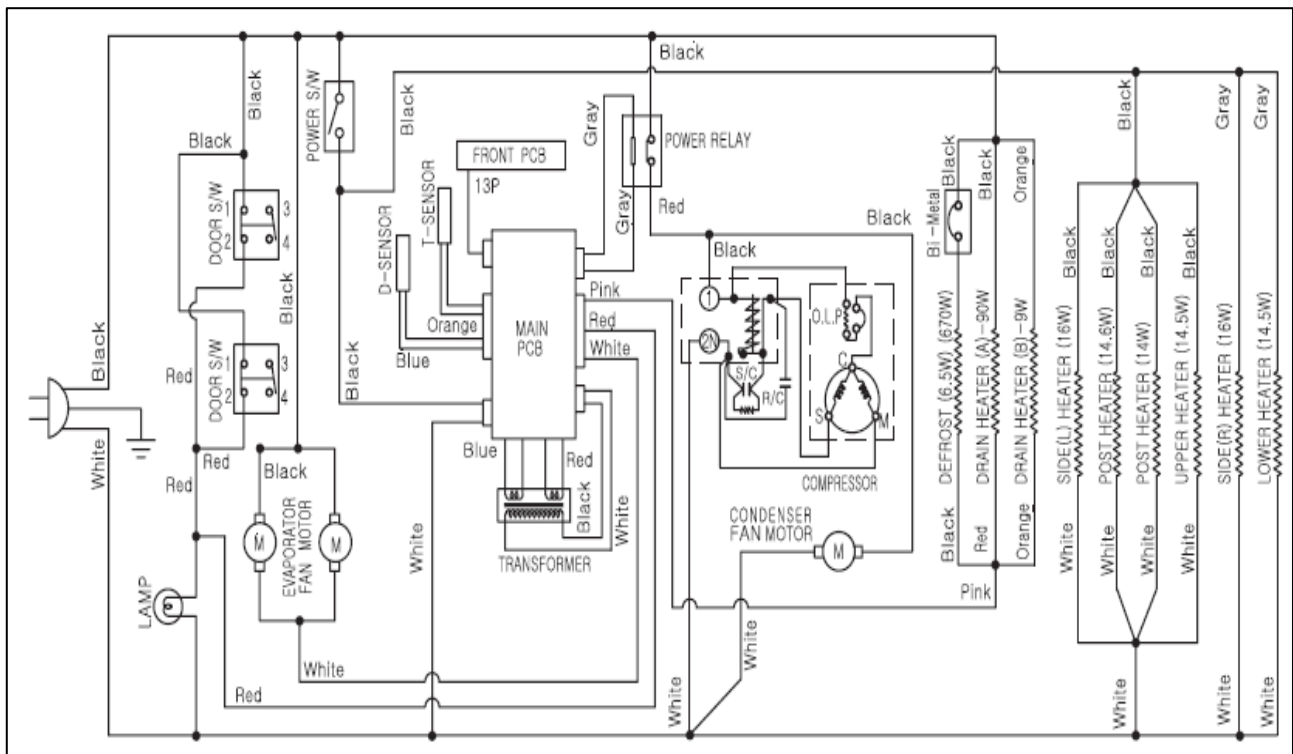 Black
Black
Black
POWER S/W
Black
Gray
POWER RELAY
Black
Gray
Gray
Black
DOOR S/W
1 3
2 4
FRONT PCB
13P
T-SENSOR
D-SENSOR
Gray
Red
Black
Black
Bi-Metal
Black
Black
Orange
Black
Black
Black
Black
1
2N
O.L.P
C
S
M
S/C
R/C
COMPRESSOR
MAIN
PCB
Orange
Blue
Pink
Red
White
Black
Black
White
Red
DOOR S/W
1 3
2 4
Black
Red
Red
Black
M
M
EVAPORATOR
FAN MOTOR
Blue
Red
Black
White
White
TRANSFORMER
CONDENSER
FAN MOTOR
M
DEFROST (6.5W) (670W)
DRAIN HEATER (A)-90W
DRAIN HEATER (B)-9W
SIDE(L) HEATER (16W)
POST HEATER (14.6W)
POST HEATER (14W)
UPPER HEATER (14.5W)
SIDE(R) HEATER (16W)
LOWER HEATER (14.5W)
Black
Red
Orange
White
White
White
White
Pink
LAMP
White
Red
White
White
White
White
White